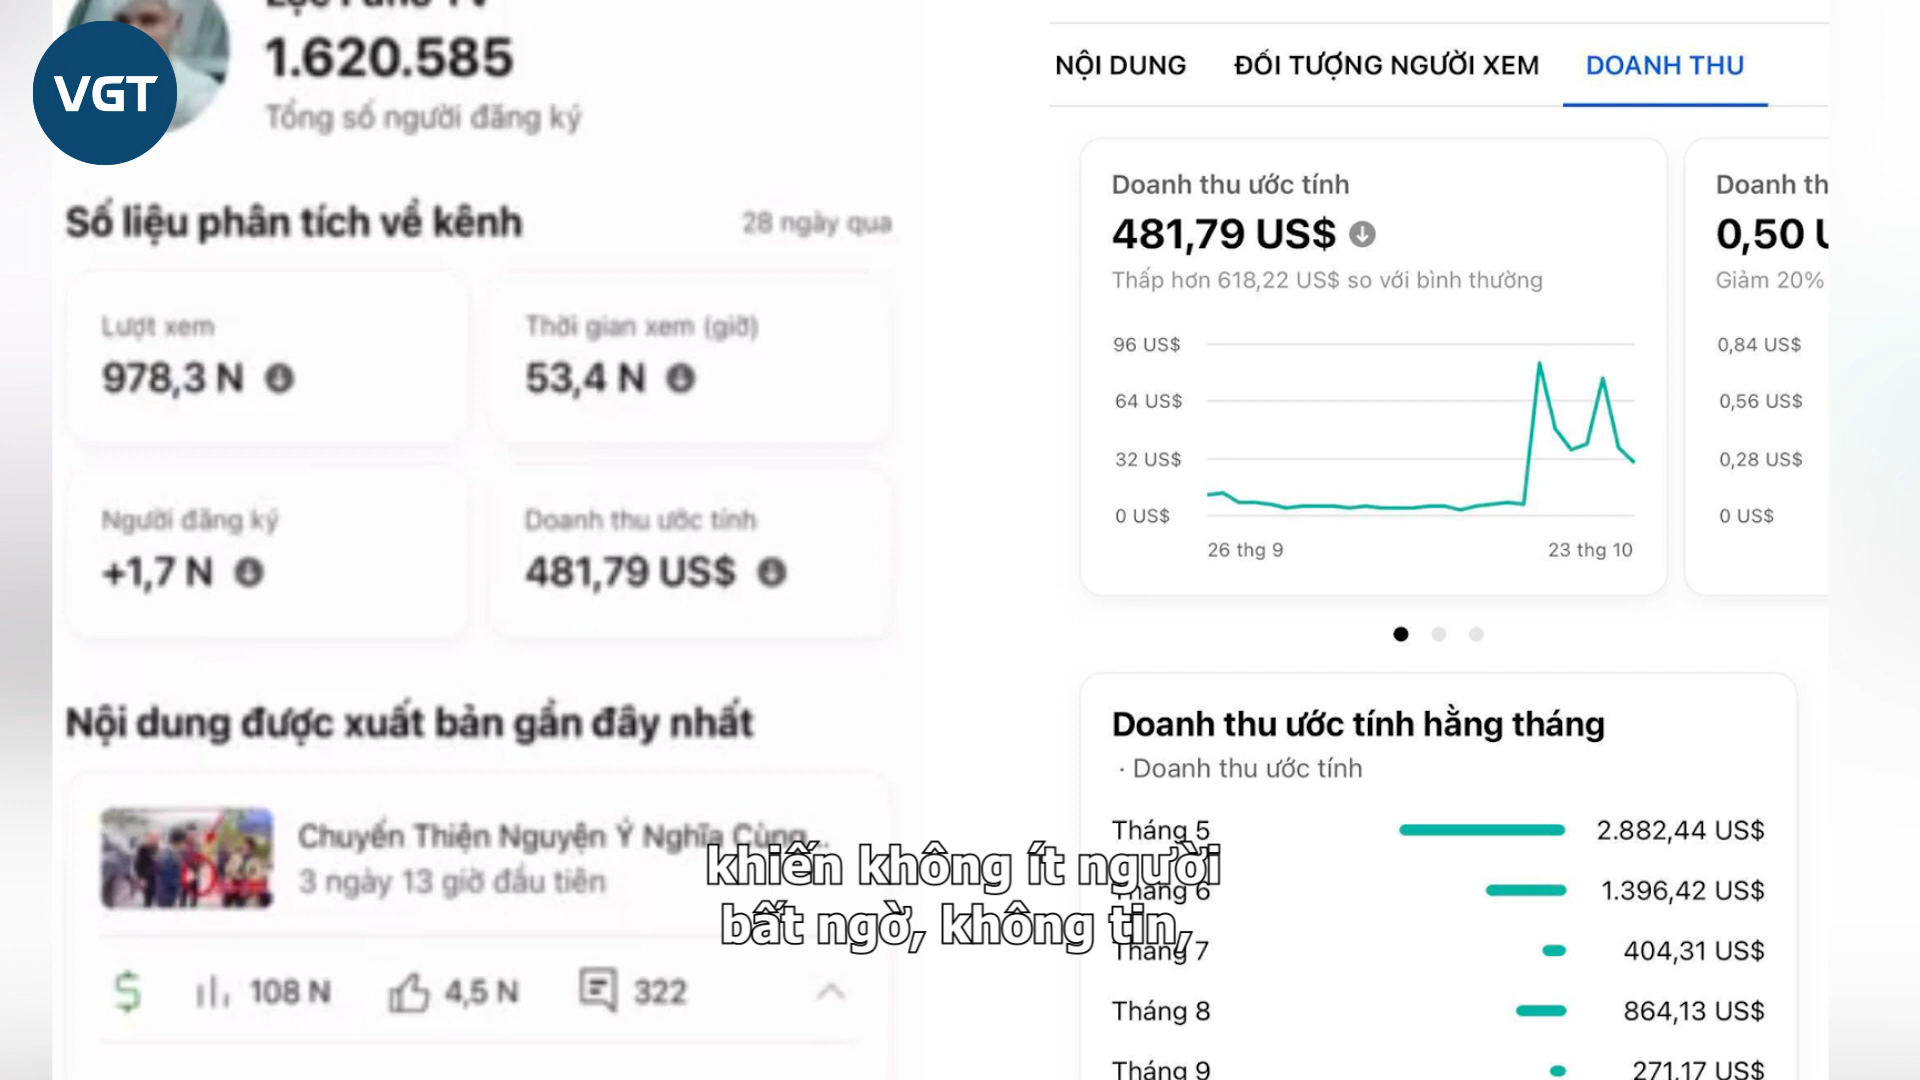 VGT
1.620.585
Tổng số người đăng ký
Số liệu phân tích về kênh
28 ngày qua
Lượt xem
978,3 N
Thời gian xem (giờ)
53,4 N
Người đăng ký
+1,7 N
Doanh thu ước tính
481,79 US$
Nội dung được xuất bản gần đây nhất
Chuyến Thiện Nguyện Ý Nghĩa Cùng...
3 ngày 13 giờ đầu tiên
108 N
4,5 N
322
NỘI DUNG
ĐỐI TƯỢNG NGƯỜI XEM
DOANH THU
Doanh thu ước tính
481,79 US$
Thấp hơn 618,22 US$ so với bình thường
96 US$
64 US$
32 US$
0 US$
26 thg 9
23 thg 10
Doanh th
0,50 U
Giảm 20%
0,84 US$
0,56 US$
0,28 US$
0 US$
Doanh thu ước tính hằng tháng
· Doanh thu ước tính
Tháng 5 2.882,44 US$
Tháng 6 1.396,42 US$
Tháng 7 404,31 US$
Tháng 8 864,13 US$
Tháng 9 271,17 US$
khiến không ít người
bất ngờ, không tin,